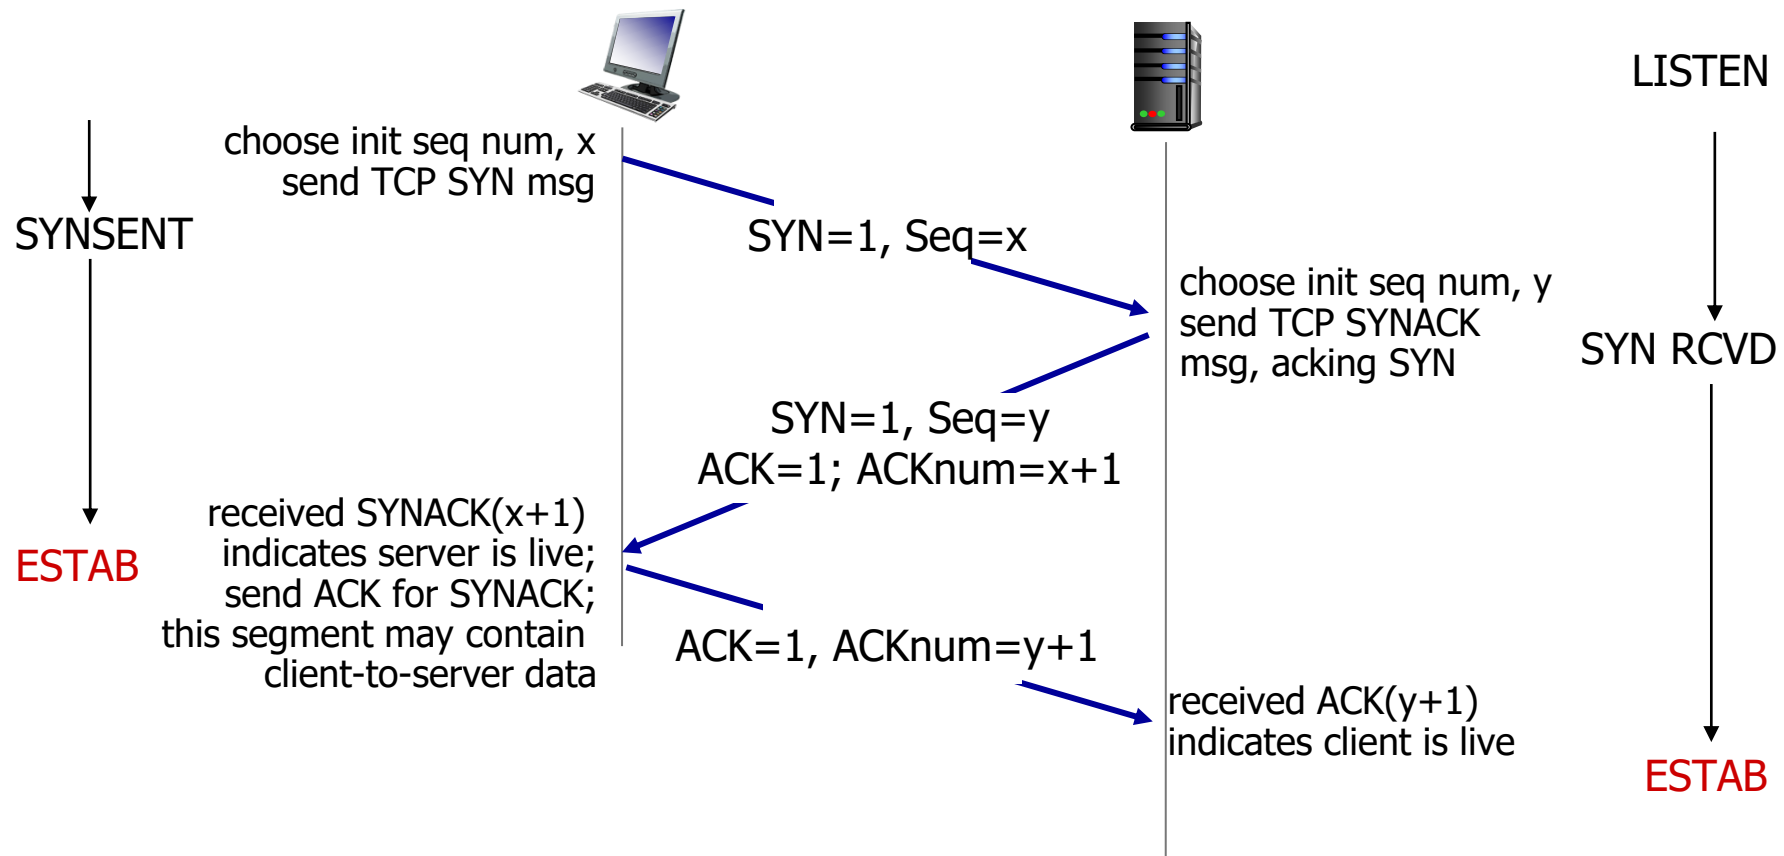 LISTEN
choose init seq num, x
send TCP SYN msg
SYNSENT
SYN=1, Seq=x
choose init seq num, y
send TCP SYNACK
msg, acking SYN
SYN RCVD
SYN=1, Seq=y
ACK=1; ACKnum=x+1
received SYNACK(x+1)
indicates server is live;
send ACK for SYNACK;
this segment may contain
client-to-server data
ESTAB
ACK=1, ACKnum=y+1
received ACK(y+1)
indicates client is live
ESTAB